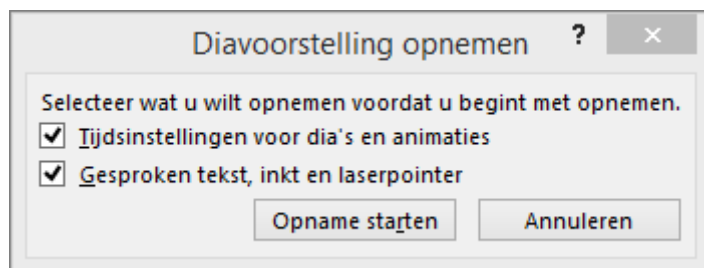 Diavoorstelling opnemen ? ×
Selecteer wat u wilt opnemen voordat u begint met opnemen.
Tijdsinstellingen voor dia's en animaties
Gesproken tekst, inkt en laserpointer
Opname starten Annuleren